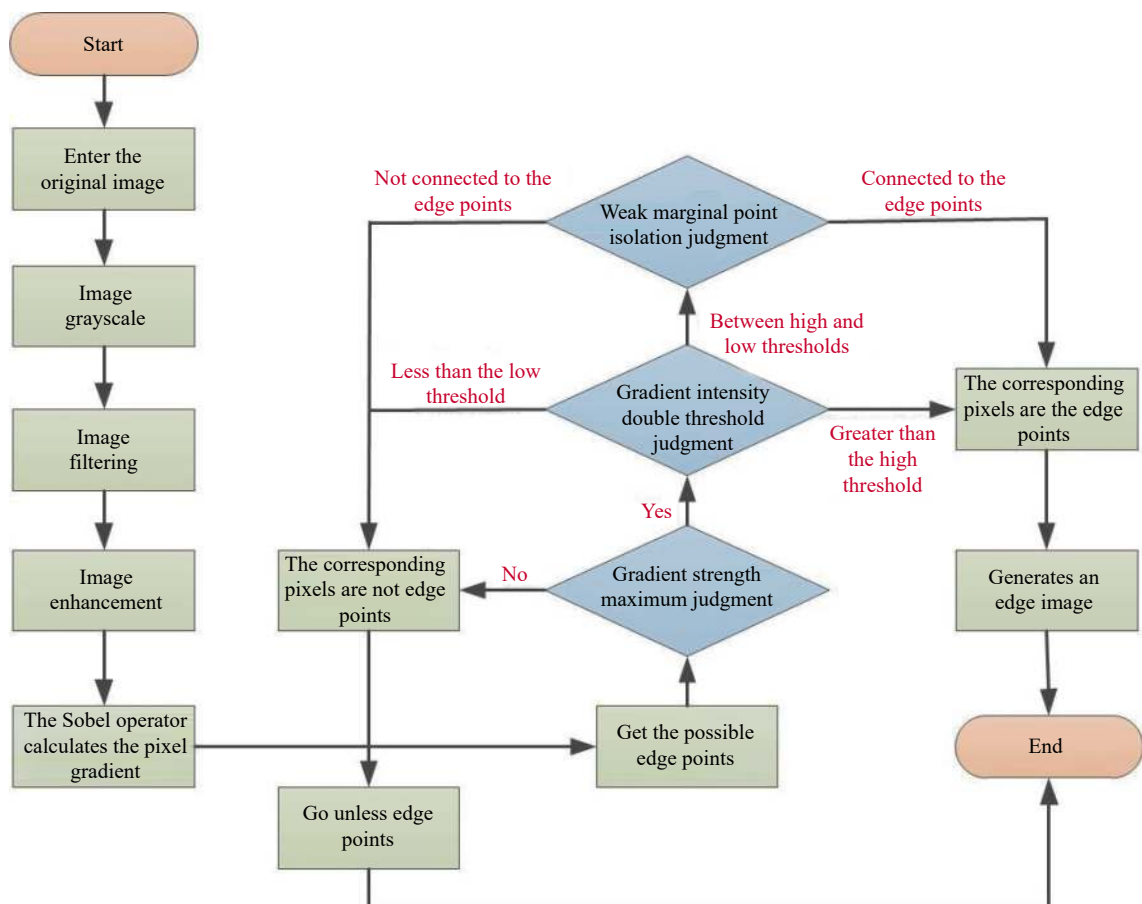 Start
Enter the
original image
Image
grayscale
Image
filtering
Image
enhancement
The Sobel operator
calculates the pixel
gradient
Not connected to the
edge points
Weak marginal point
isolation judgment
Connected to the
edge points
Between high and
low thresholds
Less than the low
threshold
Gradient intensity
double threshold
judgment
Greater than
the high
threshold
The corresponding
pixels are the edge
points
Yes
The corresponding
pixels are not edge
points
No
Gradient strength
maximum judgment
Generates an
edge image
Get the possible
edge points
End
Go unless edge
points